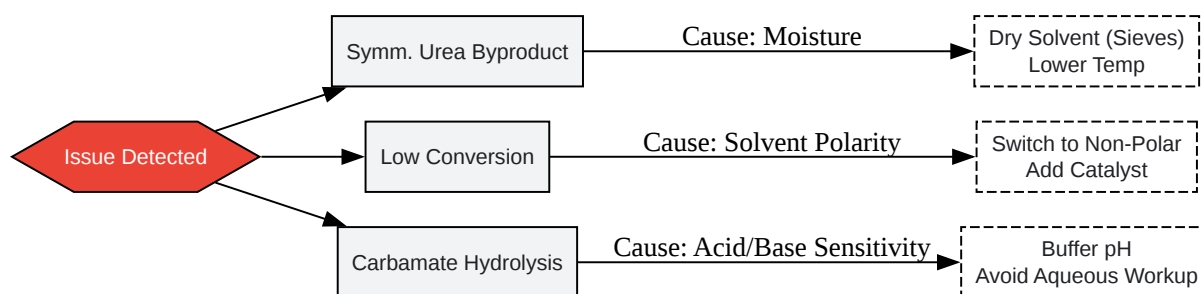 Issue Detected
Symm. Urea Byproduct
Cause: Moisture
Dry Solvent (Sieves)
Lower Temp
Low Conversion
Cause: Solvent Polarity
Switch to Non-Polar
Add Catalyst
Carbamate Hydrolysis
Cause: Acid/Base Sensitivity
Buffer pH
Avoid Aqueous Workup